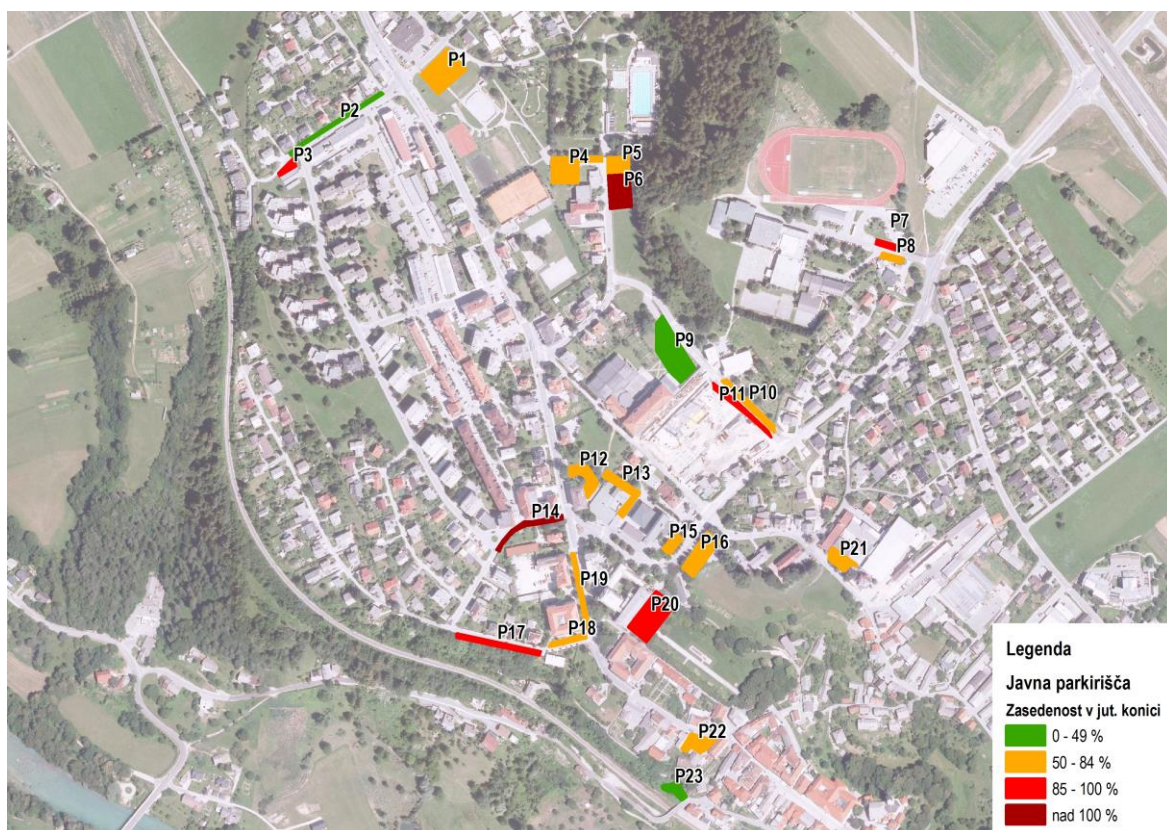 P1
P2
P3
P4
P5
P6
P7
P8
P9
P10
P11
P12
P13
P14
P15
P16
P21
P19
P20
P18
P17
P22
P23
Legenda
Javna parkirišča
Zasedenost v jut. konici
0 - 49 %
50 - 84 %
85 - 100 %
nad 100 %